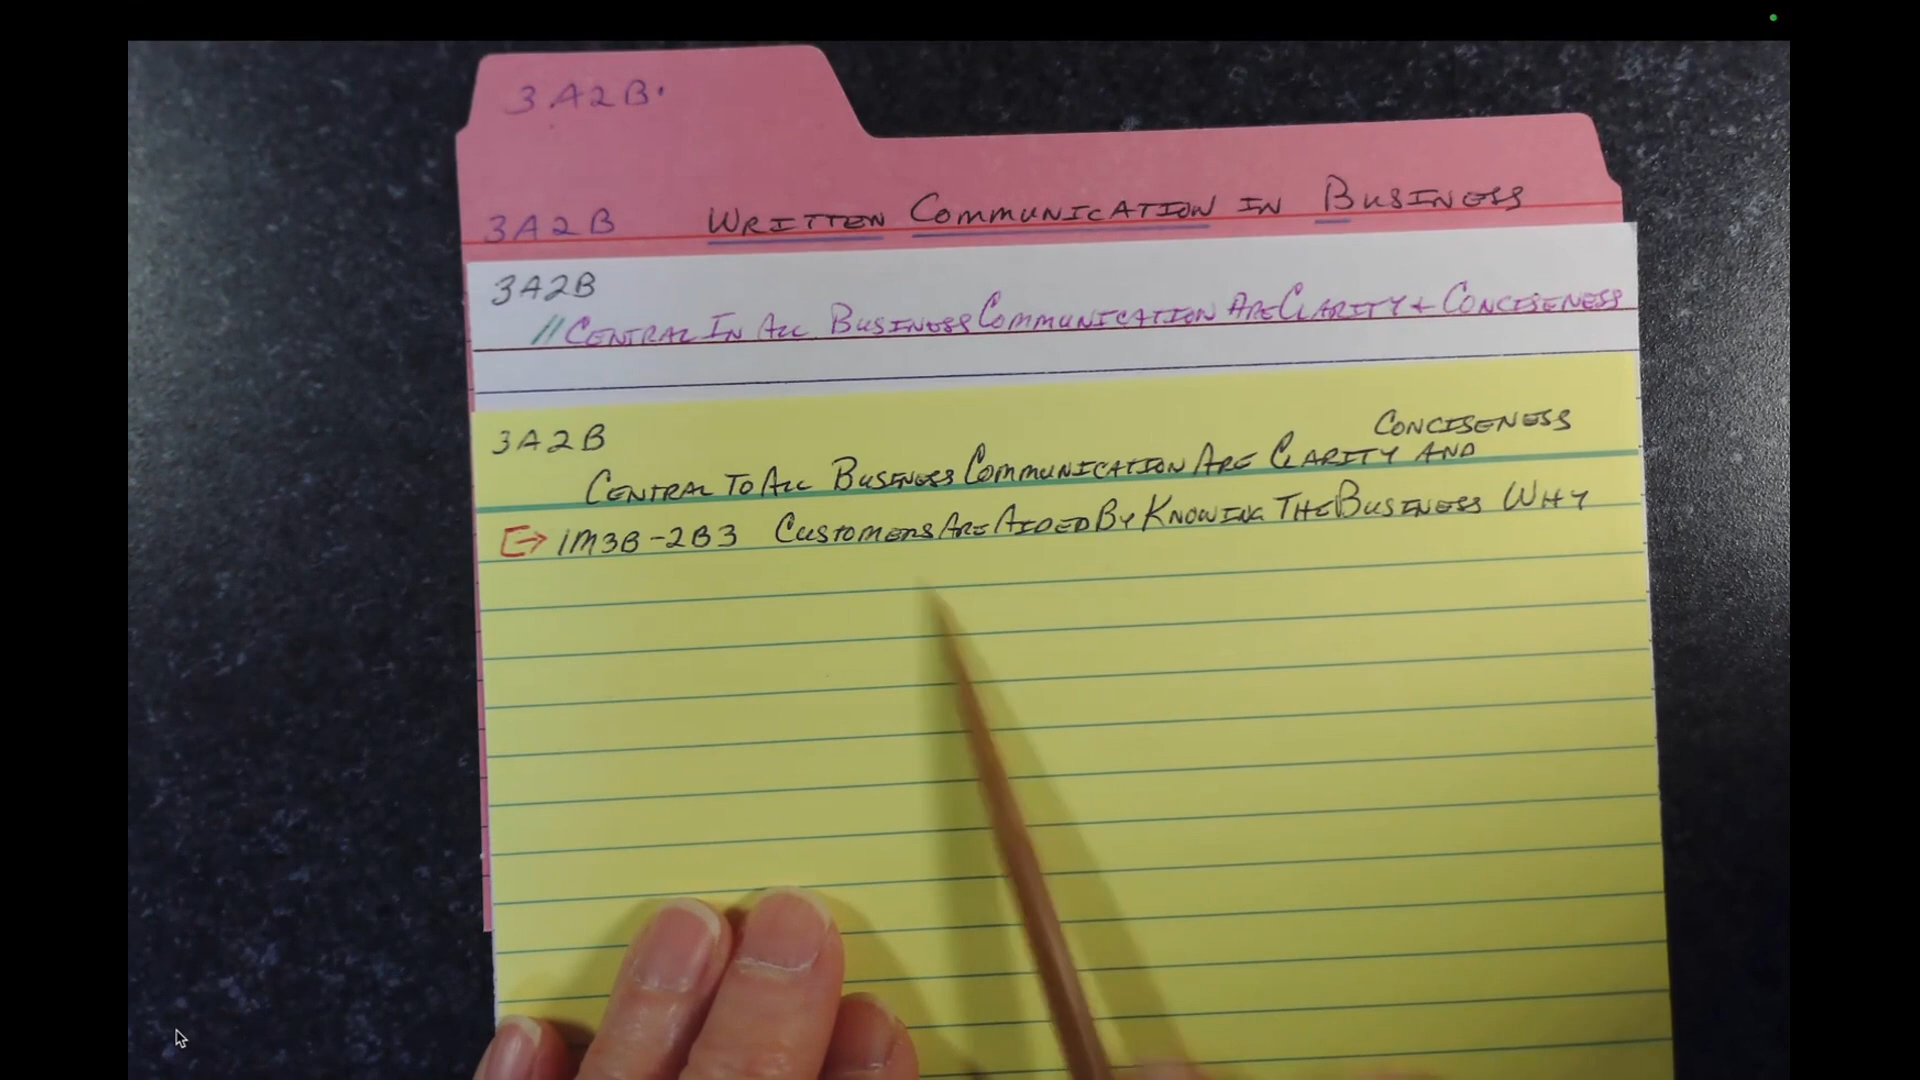 3A2B.
3A2B WRITTEN COMMUNICATION IN BUSINESS
3A2B
// CENTRAL IN ALL BUSINESS COMMUNICATION ARE CLARITY + CONCISENESS
3A2B
CONCISENESS
CENTRAL TO ALL BUSINESS COMMUNICATION ARE CLARITY AND
1M3B-2B3 CUSTOMERS ARE AIDED BY KNOWING THE BUSINESS WHY